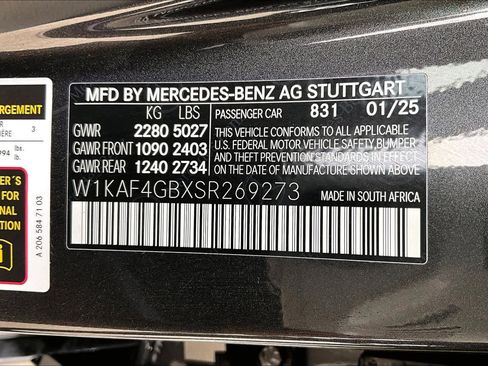 MFD BY MERCEDES-BENZ AG STUTTGART
KG LBS PASSENGER CAR 831 01/25
GVWR 2280 5027
GAWR FRONT 1090 2403
GAWR REAR 1240 2734
THIS VEHICLE CONFORMS TO ALL APPLICABLE
U.S. FEDERAL MOTOR VEHICLE SAFETY,BUMPER
AND THEFT PREVENTION STANDARDS IN EFFECT
ON THE DATE OF MANUFACTURE SHOWN ABOVE.
W1KAF4GBXSR269273
MADE IN SOUTH AFRICA
ARGEMENT
3
lbs.
A 206 584 71 03